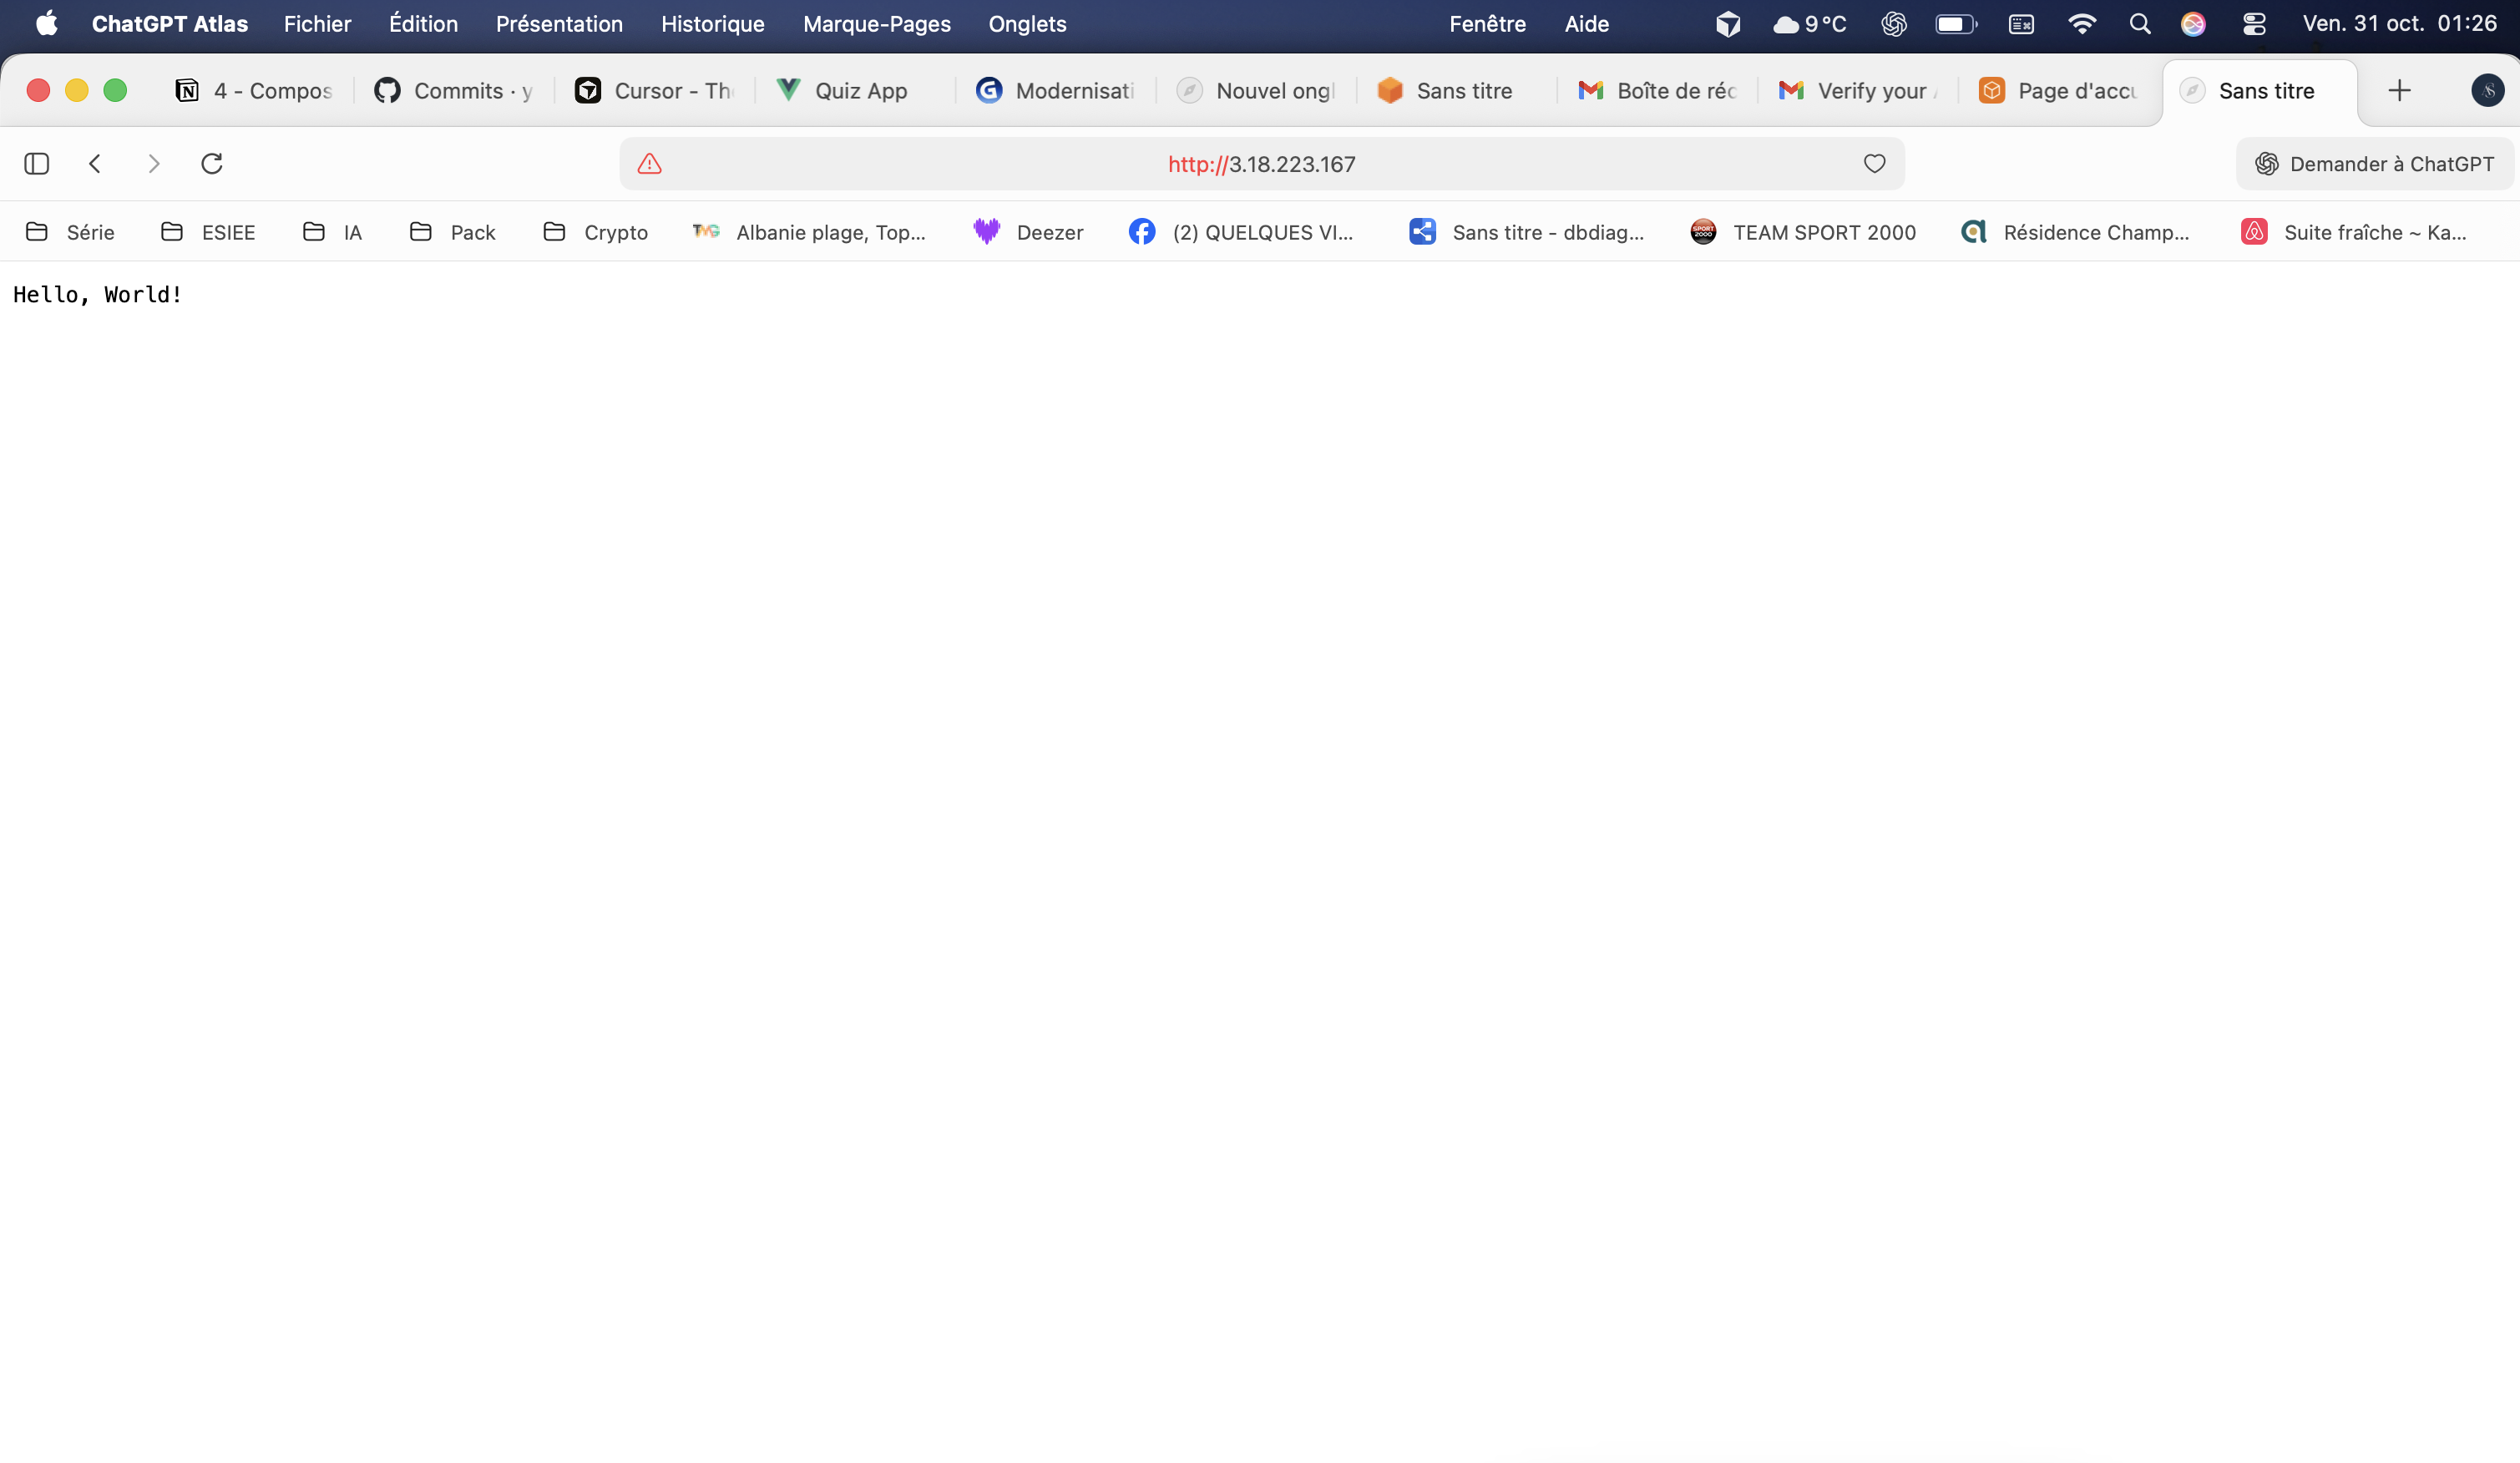 ChatGPT Atlas Fichier Édition Présentation Historique Marque-Pages Onglets Fenêtre Aide 9°C Ven. 31 oct. 01:26
4 - Compos Commits · y Cursor - Th Quiz App Modernisati Nouvel ongl Sans titre Boîte de réc Verify your Page d'accu Sans titre
http://3.18.223.167 Demander à ChatGPT
Série ESIEE IA Pack Crypto TVG Albanie plage, Top... Deezer (2) QUELQUES VI... Sans titre - dbdiag... SPORT 2000 TEAM SPORT 2000 Résidence Champ... Suite fraîche ~ Ka...
Hello, World!